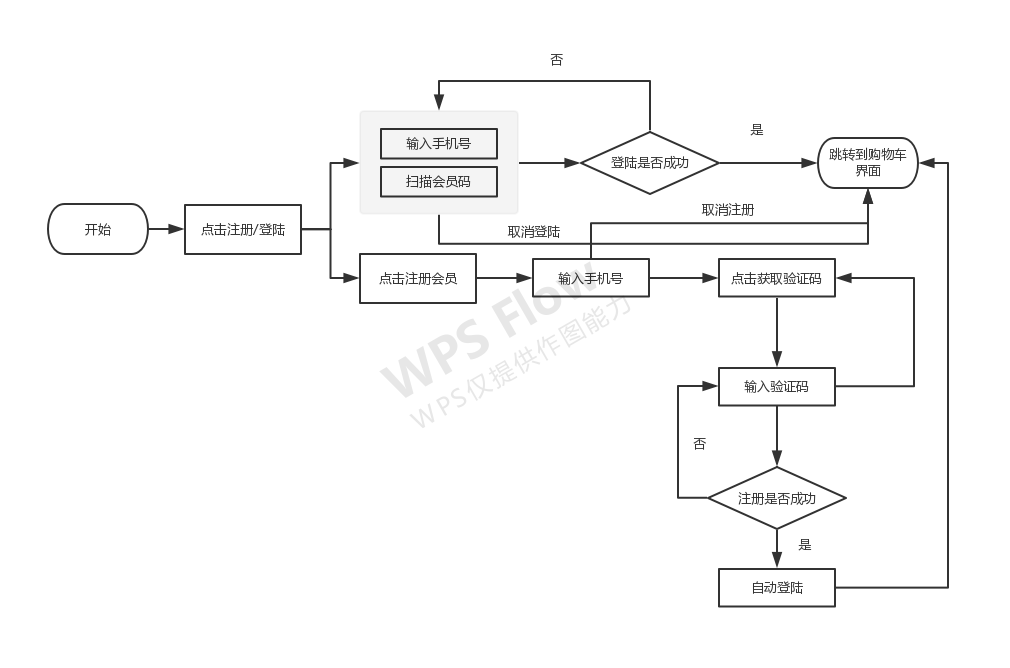 否
输入手机号
扫描会员码
登陆是否成功
是
跳转到购物车
界面
开始
点击注册/登陆
取消登陆
取消注册
点击注册会员
输入手机号
点击获取验证码
WPS Flow
WPS仅提供作图能力
输入验证码
否
注册是否成功
是
自动登陆